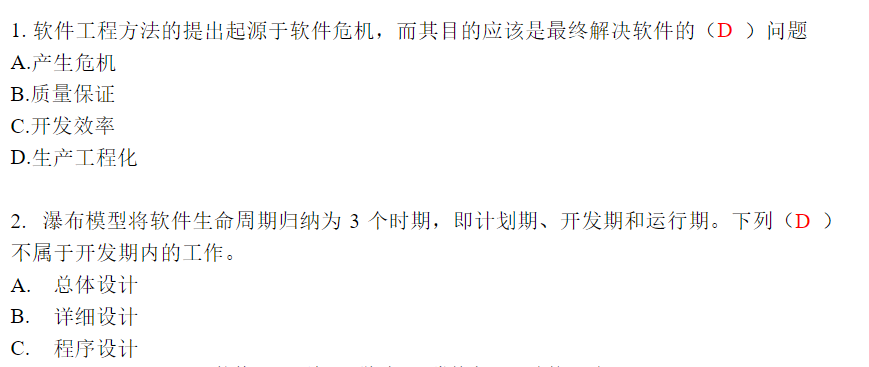 1. 软件工程方法的提出起源于软件危机，而其目的应该是最终解决软件的（D ）问题
A.产生危机
B.质量保证
C.开发效率
D.生产工程化
2. 瀑布模型将软件生命周期归纳为 3 个时期，即计划期、开发期和运行期。下列（D ）
不属于开发期内的工作。
A. 总体设计
B. 详细设计
C. 程序设计